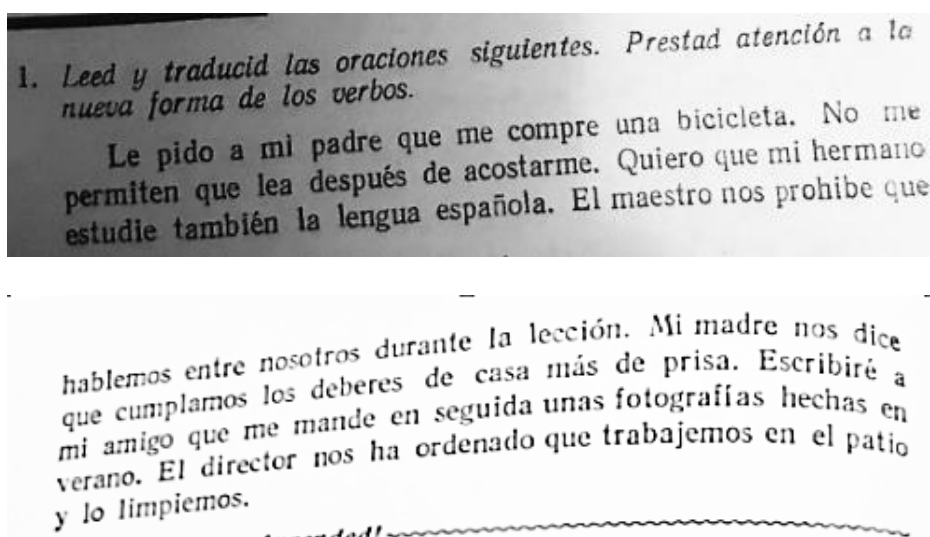 1. Leed y traducid las oraciones siguientes. Prestad atención a la
nueva forma de los verbos.
Le pido a mi padre que me compre una bicicleta. No me
permiten que lea después de acostarme. Quiero que mi hermano
estudie también la lengua española. El maestro nos prohibe que
hablemos entre nosotros durante la lección. Mi madre nos dice
que cumplamos los deberes de casa más de prisa. Escribiré a
mi amigo que me mande en seguida unas fotografías hechas en
verano. El director nos ha ordenado que trabajemos en el patio
y lo limpiemos.